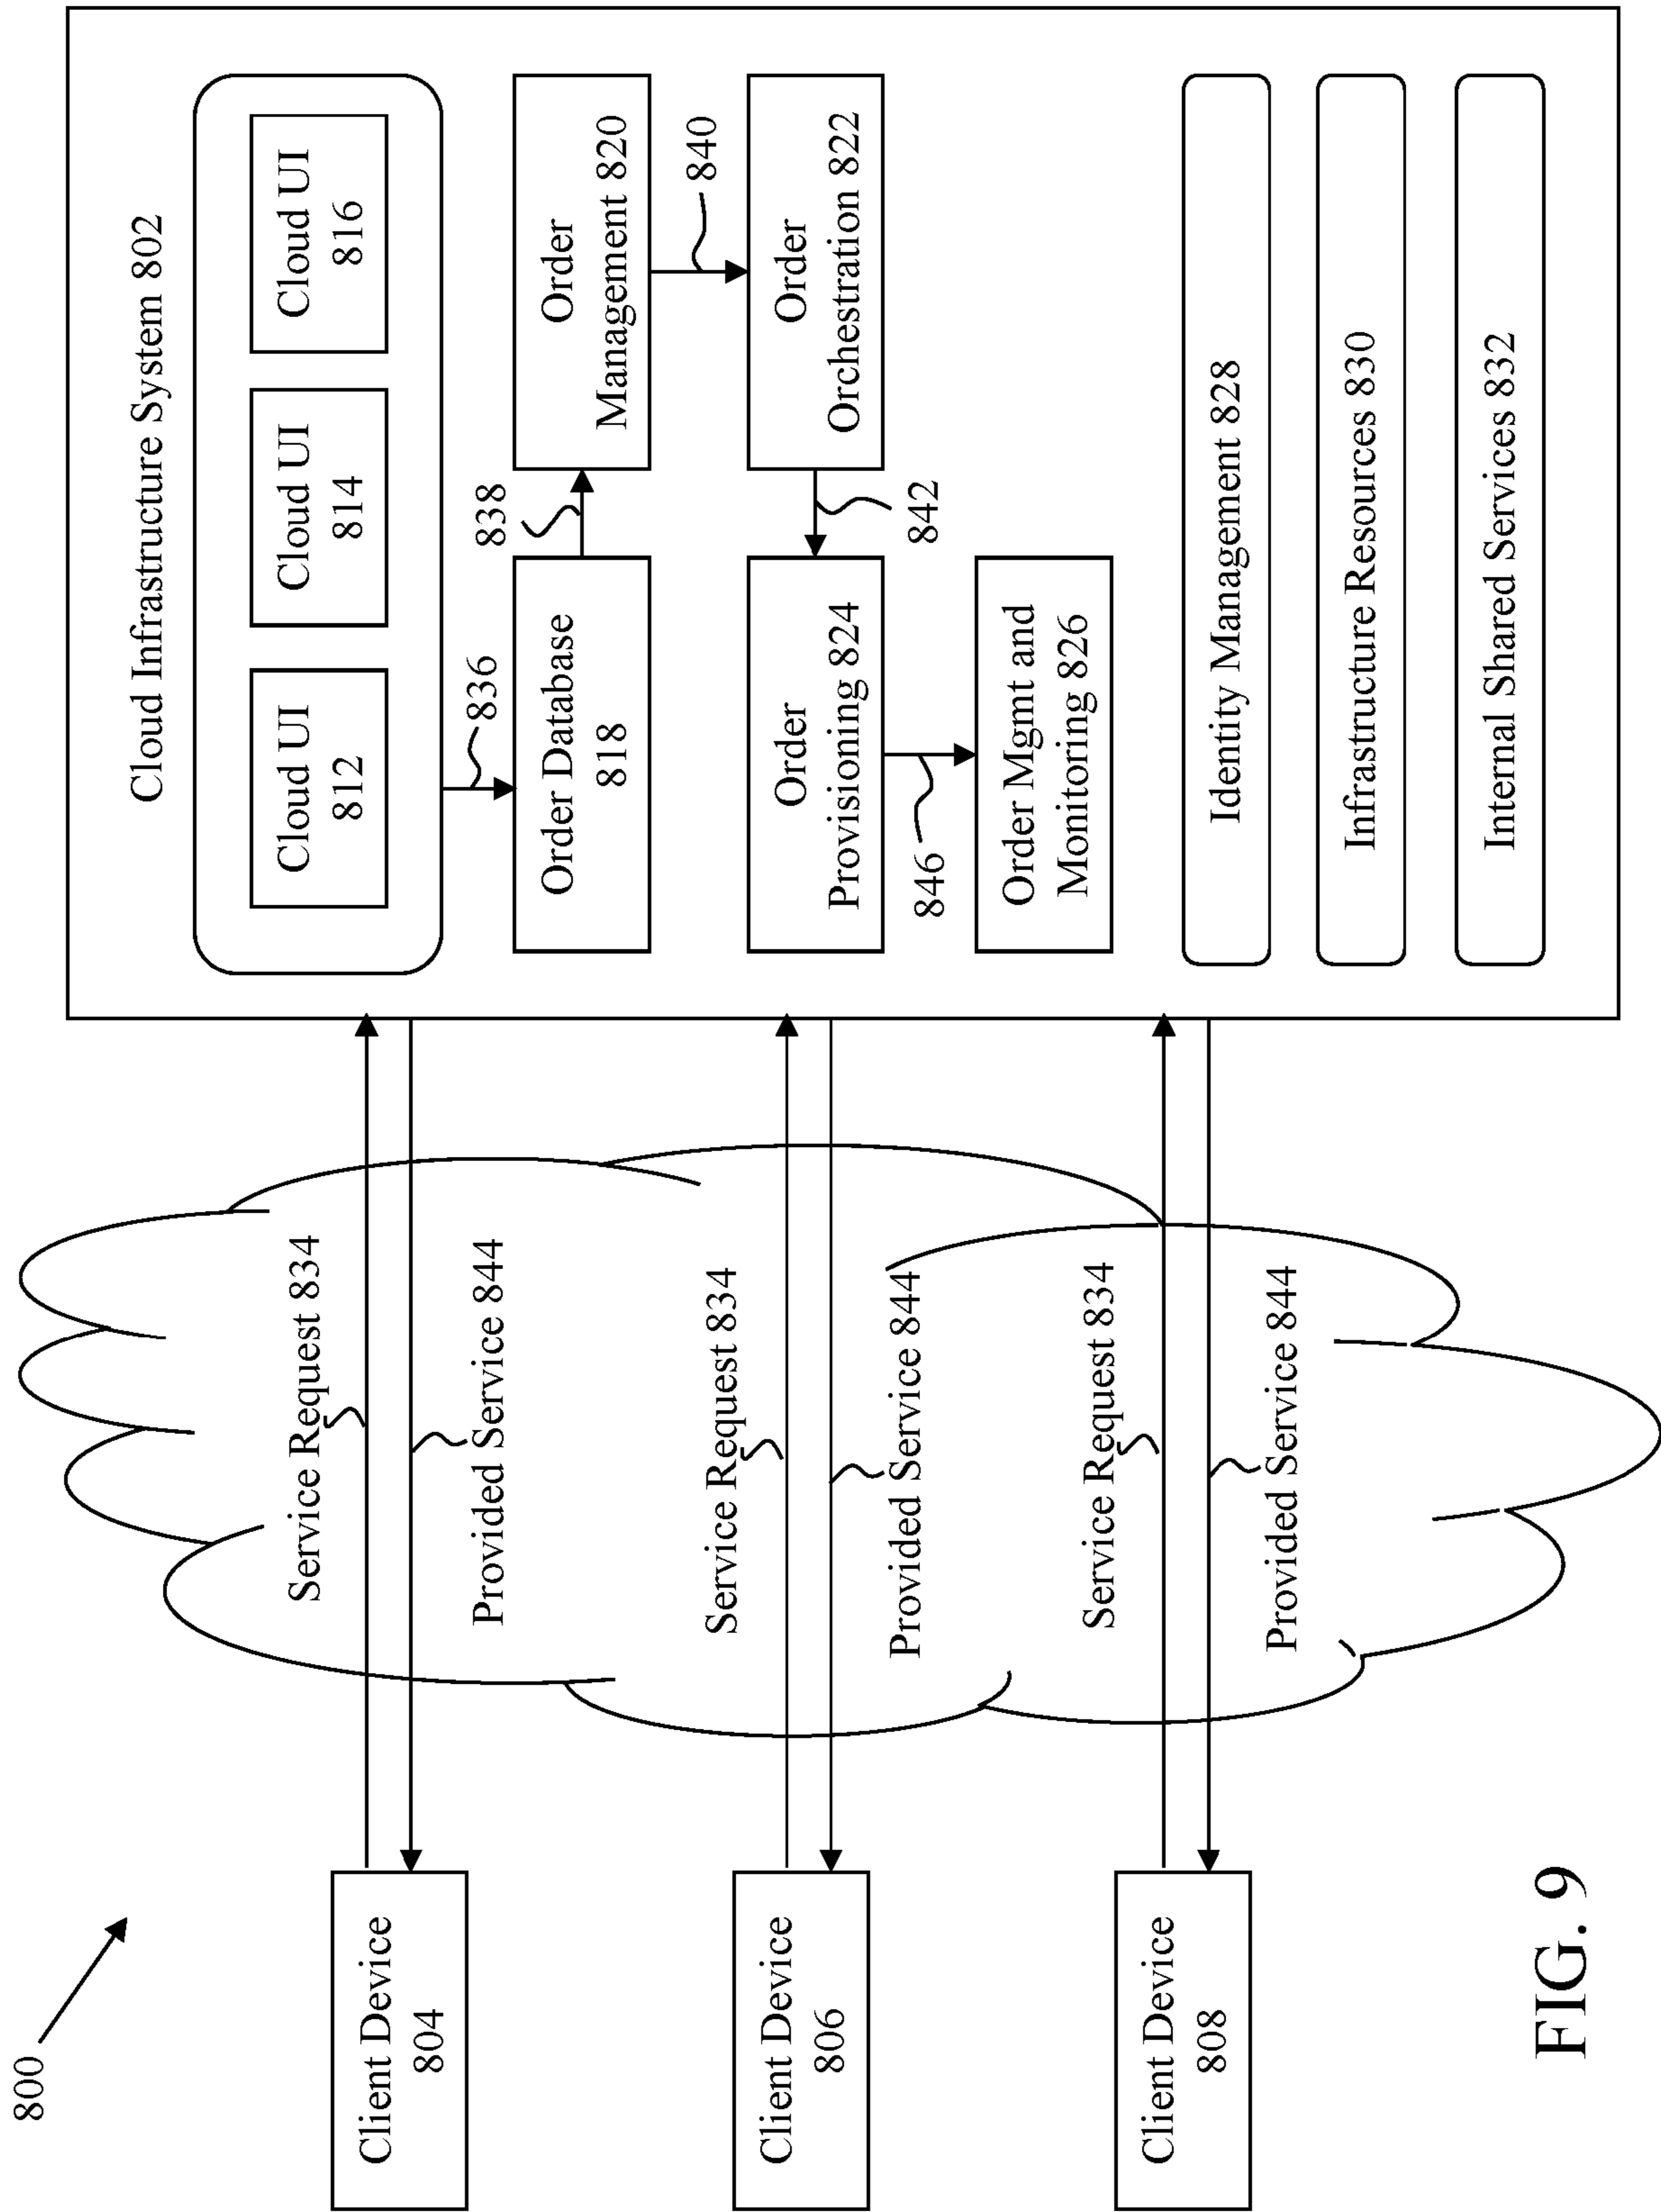 800
Cloud Infrastructure System 802
Cloud UI
812
Cloud UI
814
Cloud UI
816
836
Order Database
818
838
Order
Management 820
840
Order
Orchestration 822
842
Order
Provisioning 824
846
Order Mgmt and
Monitoring 826
Identity Management 828
Infrastructure Resources 830
Internal Shared Services 832
Client Device
804
Service Request 834
Provided Service 844
Client Device
806
Service Request 834
Provided Service 844
Client Device
808
Service Request 834
Provided Service 844
FIG. 9